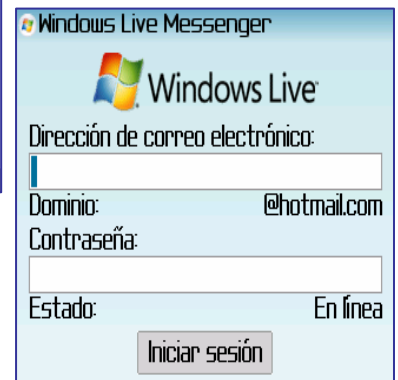 Windows Live Messenger
Windows Live
Dirección de correo electrónico:
Dominio: @hotmail.com
Contraseña:
Estado: En línea
Iniciar sesión